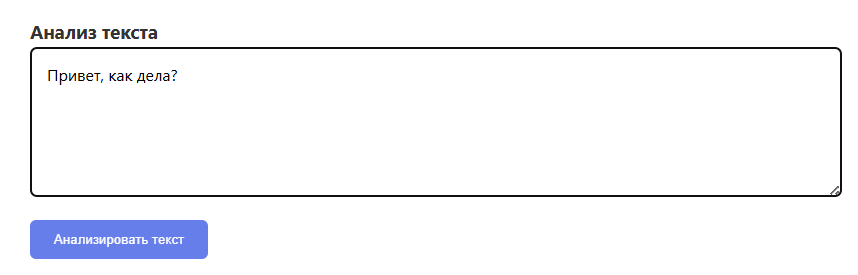 Анализ текста
Привет, как дела?
Анализировать текст